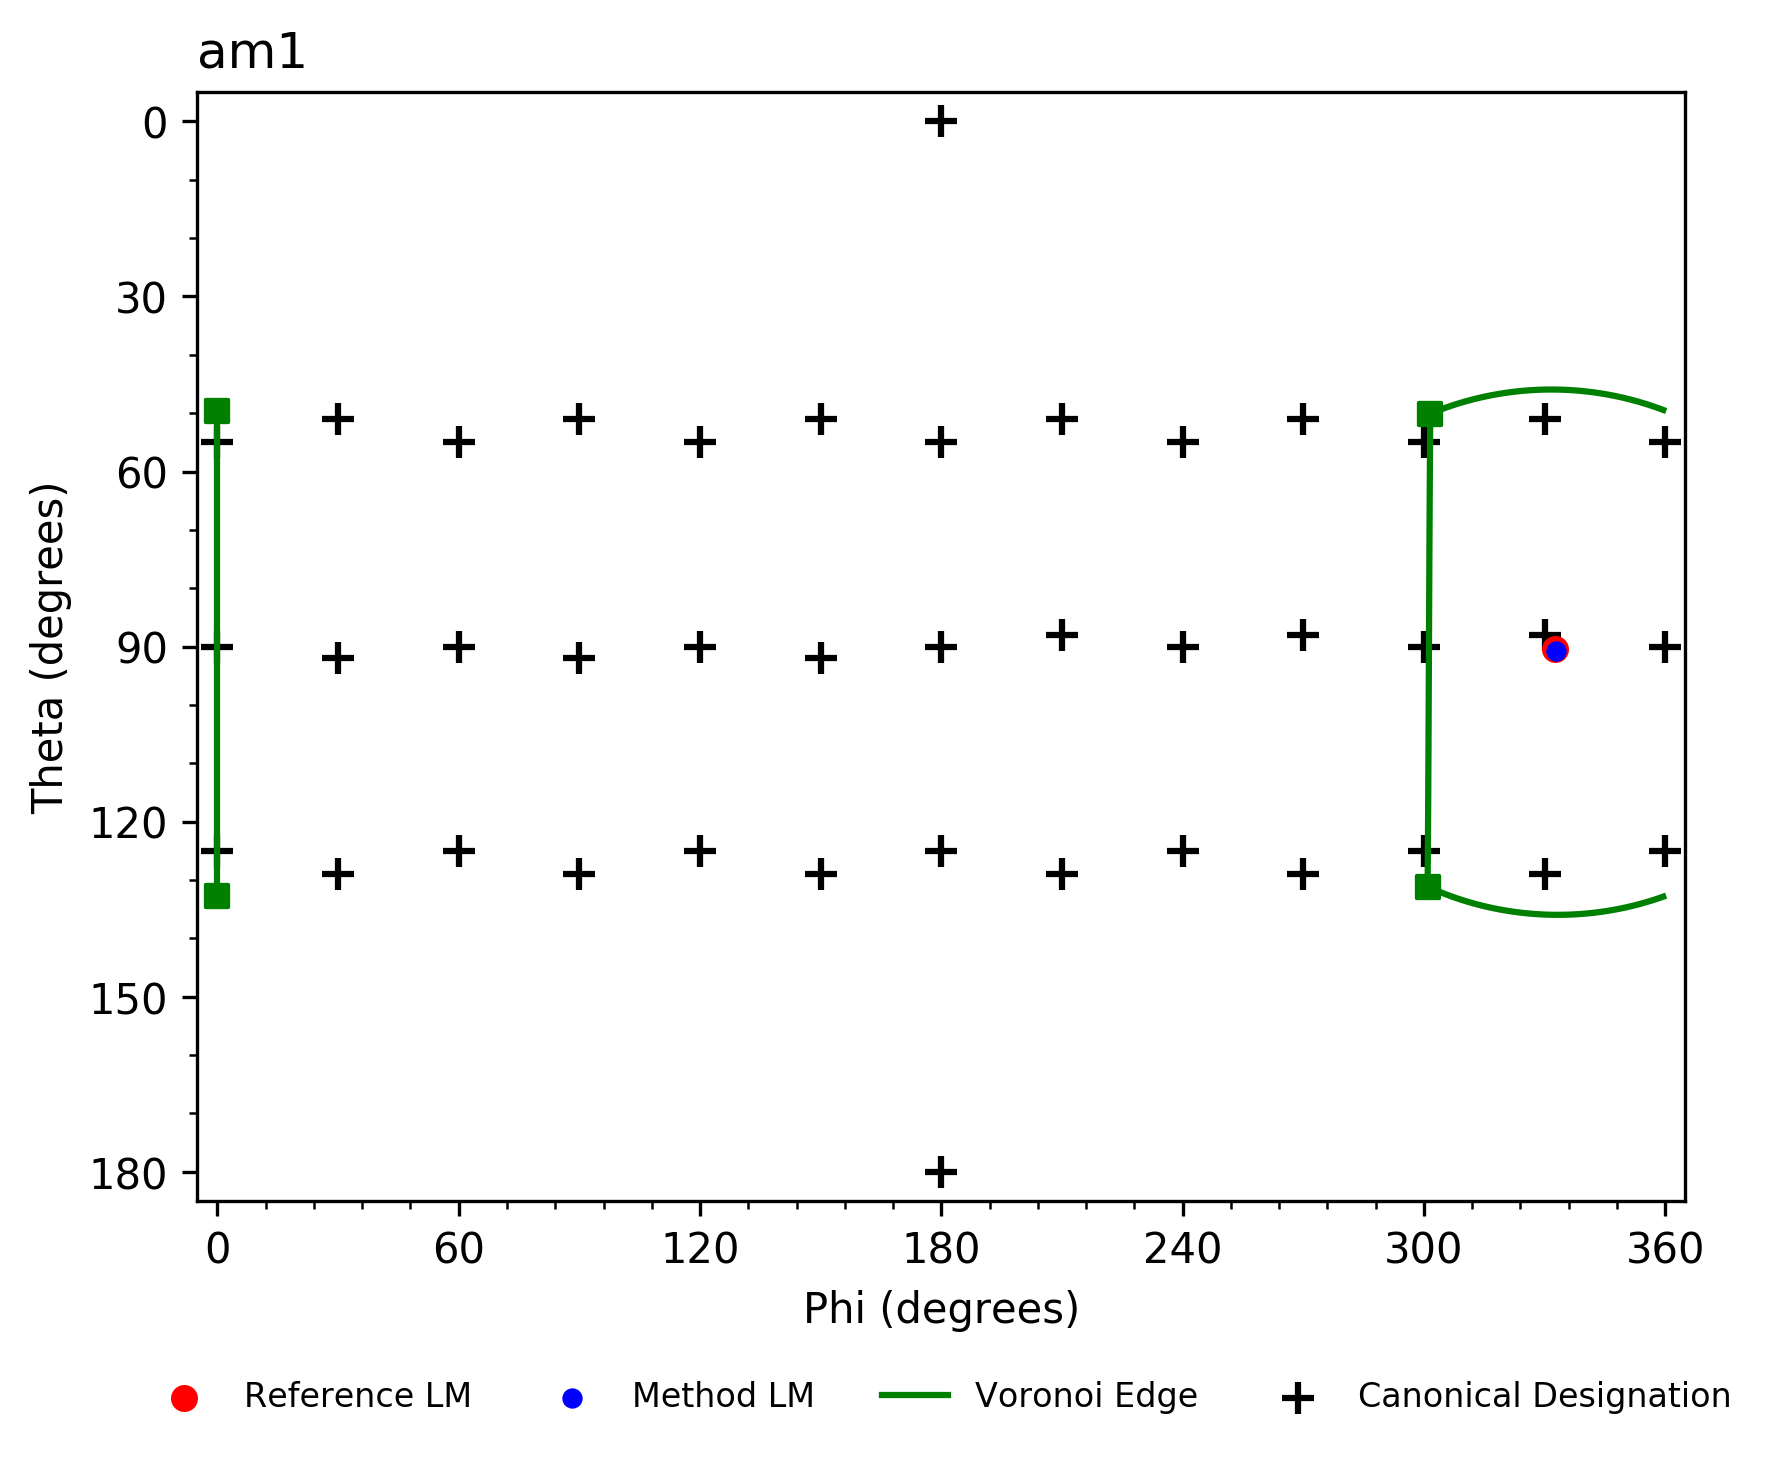 am1
0
30
60
90
120
150
180
Theta (degrees)
0 60 120 180 240 300 360
Phi (degrees)
Reference LM Method LM Voronoi Edge Canonical Designation